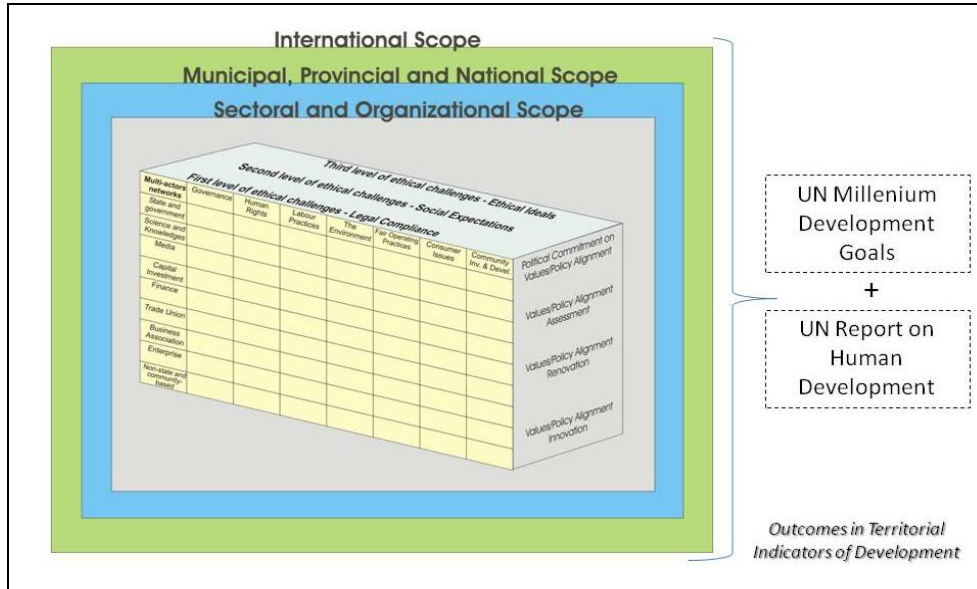 International Scope
Municipal, Provincial and National Scope
Sectoral and Organizational Scope
Third level of ethical challenges - Ethical Ideals
Second level of ethical challenges - Social Expectations
First level of ethical challenges - Legal Compliance
Multi-actors
networks
Governance
Human
Rights
Labour
Practices
The
Environment
Fair Operating
Practices
Consumer
Issues
Community
Inv. & Devel.
State and
government
Science and
Knowledges
Media
Capital
Investment
Finance
Trade Union
Business
Association
Enterprise
Non-state and
community-
based
Political Commitment on
Values/Policy Alignment
Values/Policy Alignment
Assessment
Values/Policy Alignment
Renovation
Values/Policy Alignment
Innovation
UN Millenium
Development
Goals
+
UN Report on
Human
Development
Outcomes in Territorial
Indicators of Development